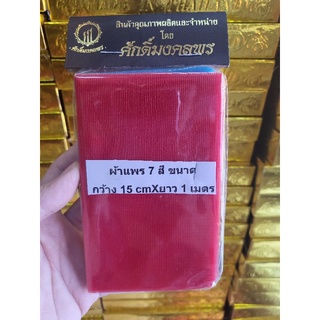 สินค้าคุณภาพผลิตและจำหน่าย
โดย
ศักดิ์มงคลพร
ผ้าแพร 7 สี ขนาด
กว้าง 15 cmXยาว 1 เมตร